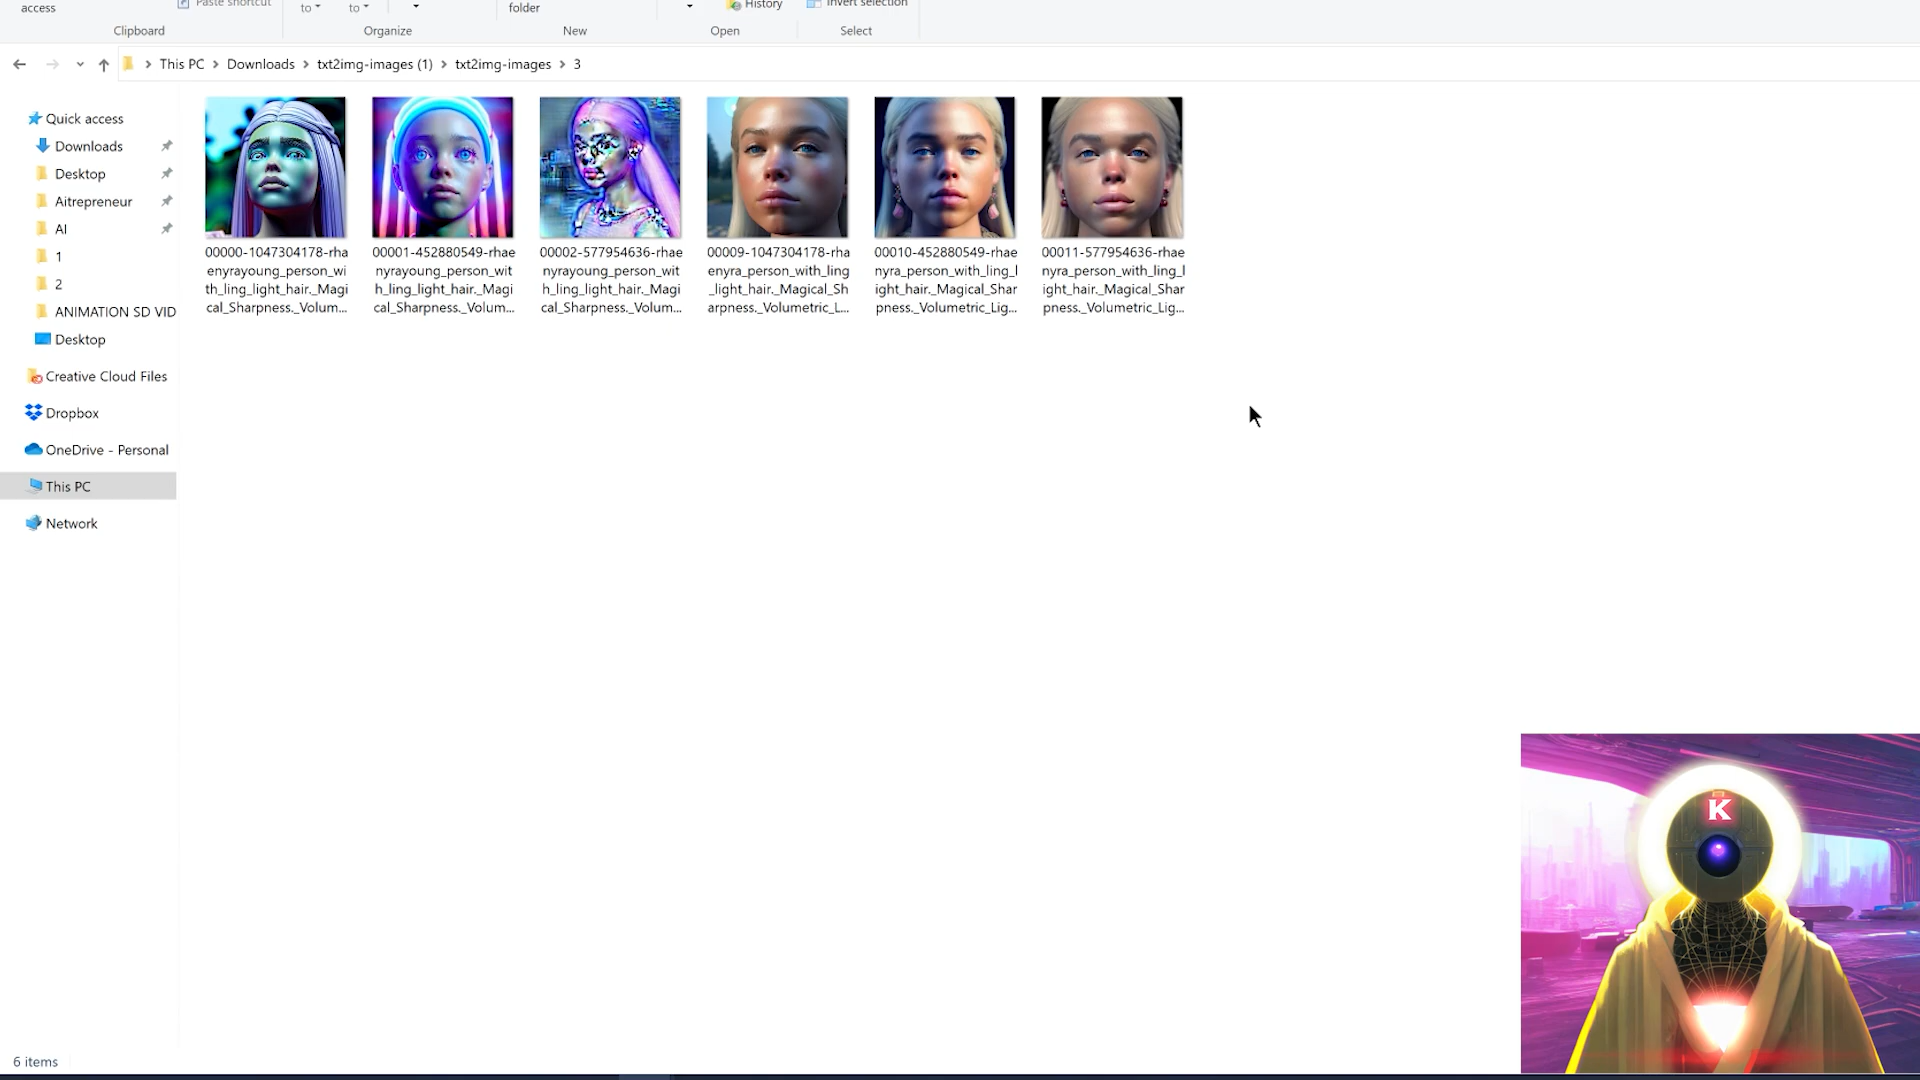 access
Paste shortcut
to
to
folder
History
Invert selection
Clipboard
Organize
New
Open
Select
This PC
Downloads
txt2img-images (1)
txt2img-images
3
Quick access
Downloads
Desktop
Aitrepreneur
AI
1
2
ANIMATION SD VID
Desktop
Creative Cloud Files
Dropbox
OneDrive - Personal
This PC
Network
00000-1047304178-rha
enyrayoung_person_wi
th_ling_light_hair._Magi
cal_Sharpness._Volum...
00001-452880549-rhae
nyrayoung_person_wit
h_ling_light_hair._Magi
cal_Sharpness._Volum...
00002-577954636-rhae
nyrayoung_person_wit
h_ling_light_hair._Magi
cal_Sharpness._Volum...
00009-1047304178-rha
enyra_person_with_ling
_light_hair._Magical_Sh
arpness._Volumetric_L...
00010-452880549-rhae
nyra_person_with_ling_l
ight_hair._Magical_Shar
pness._Volumetric_Lig...
00011-577954636-rhae
nyra_person_with_ling_l
ight_hair._Magical_Shar
pness._Volumetric_Lig...
K
6 items